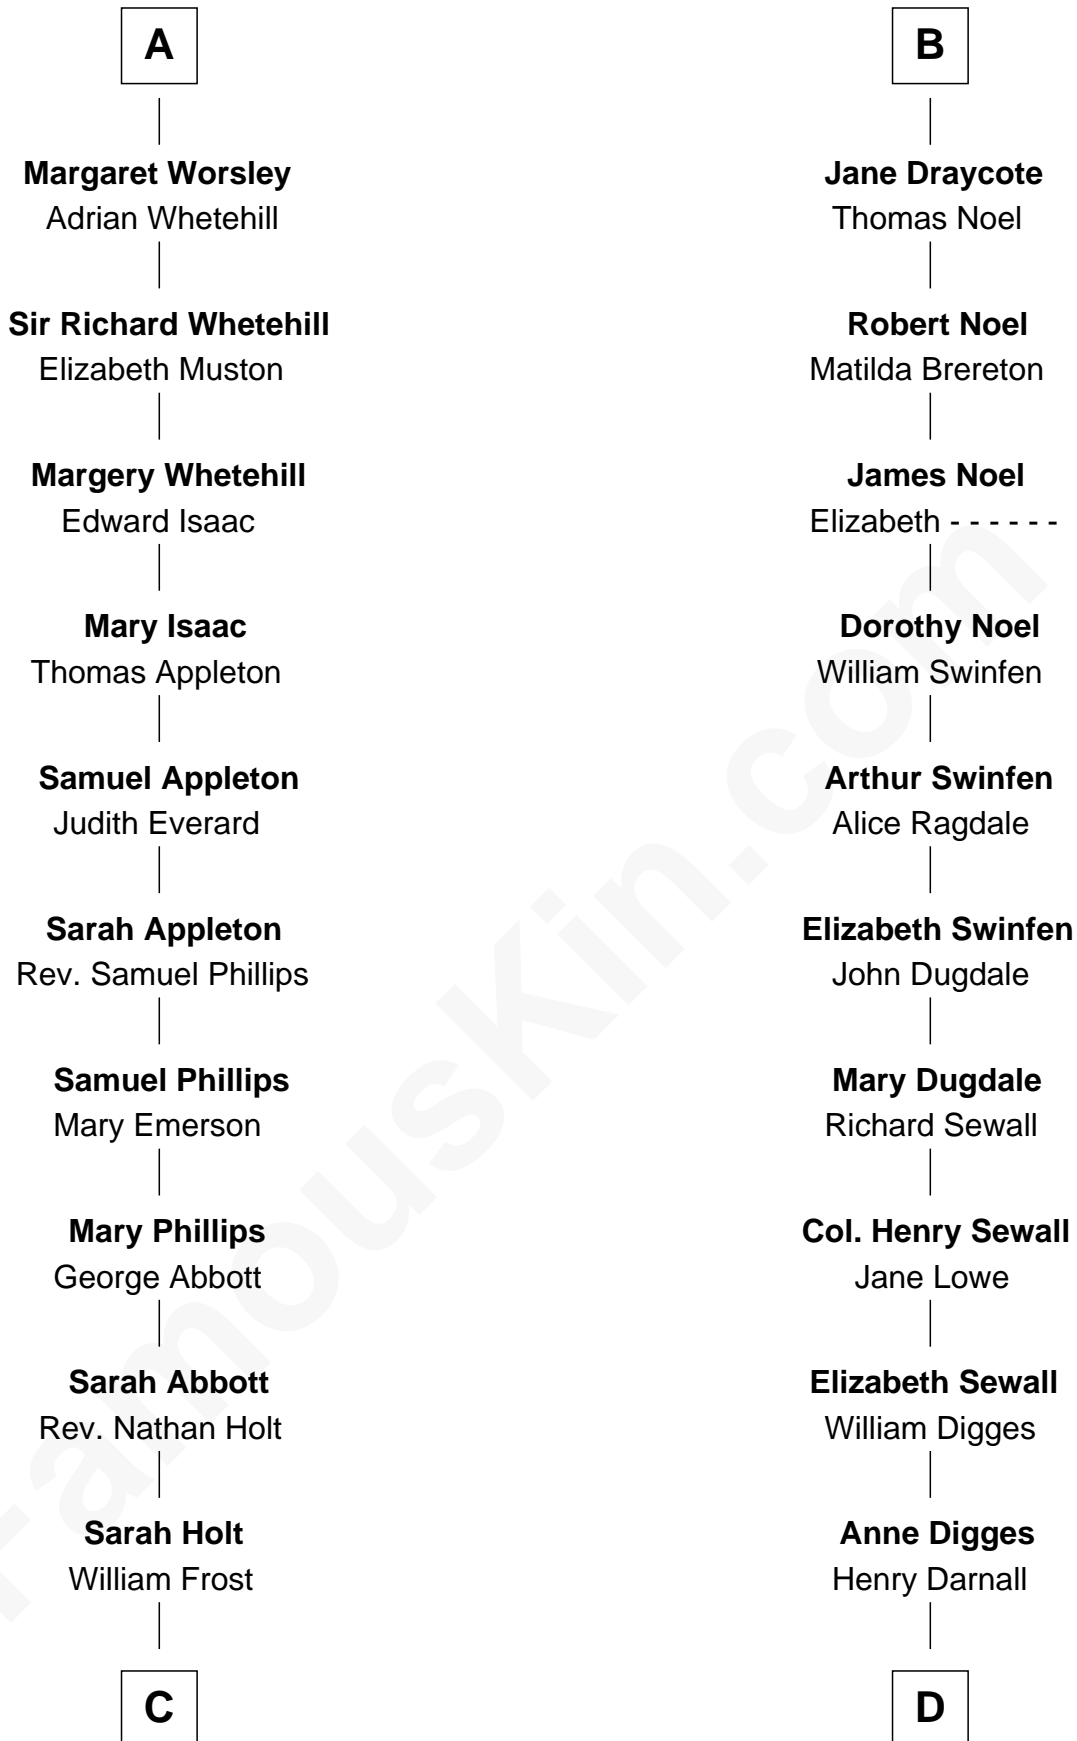 A
Margaret Worsley
Adrian Whetehill
Sir Richard Whetehill
Elizabeth Muston
Margery Whetehill
Edward Isaac
Mary Isaac
Thomas Appleton
Samuel Appleton
Judith Everard
Sarah Appleton
Rev. Samuel Phillips
Samuel Phillips
Mary Emerson
Mary Phillips
George Abbott
Sarah Abbott
Rev. Nathan Holt
Sarah Holt
William Frost
C
B
Jane Draycote
Thomas Noel
Robert Noel
Matilda Brereton
James Noel
Elizabeth - - - - - -
Dorothy Noel
William Swinfen
Arthur Swinfen
Alice Ragdale
Elizabeth Swinfen
John Dugdale
Mary Dugdale
Richard Sewall
Col. Henry Sewall
Jane Lowe
Elizabeth Sewall
William Digges
Anne Digges
Henry Darnall
D
FamousKin.com